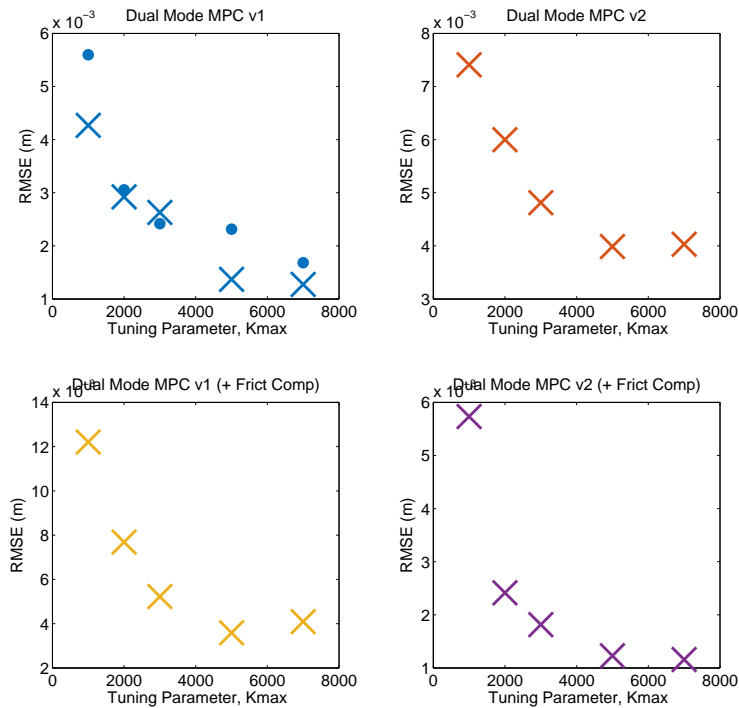 Dual Mode MPC v1
x 10⁻³
6
5
4
3
2
1
RMSE (m)
0 2000 4000 6000 8000
Tuning Parameter, Kmax
Dual Mode MPC v2
x 10⁻³
8
7
6
5
4
3
RMSE (m)
0 2000 4000 6000 8000
Tuning Parameter, Kmax
Dual Mode MPC v1 (+ Frict Comp)
x 10⁻³
14
12
10
8
6
4
2
RMSE (m)
0 2000 4000 6000 8000
Tuning Parameter, Kmax
Dual Mode MPC v2 (+ Frict Comp)
x 10⁻³
6
5
4
3
2
1
RMSE (m)
0 2000 4000 6000 8000
Tuning Parameter, Kmax